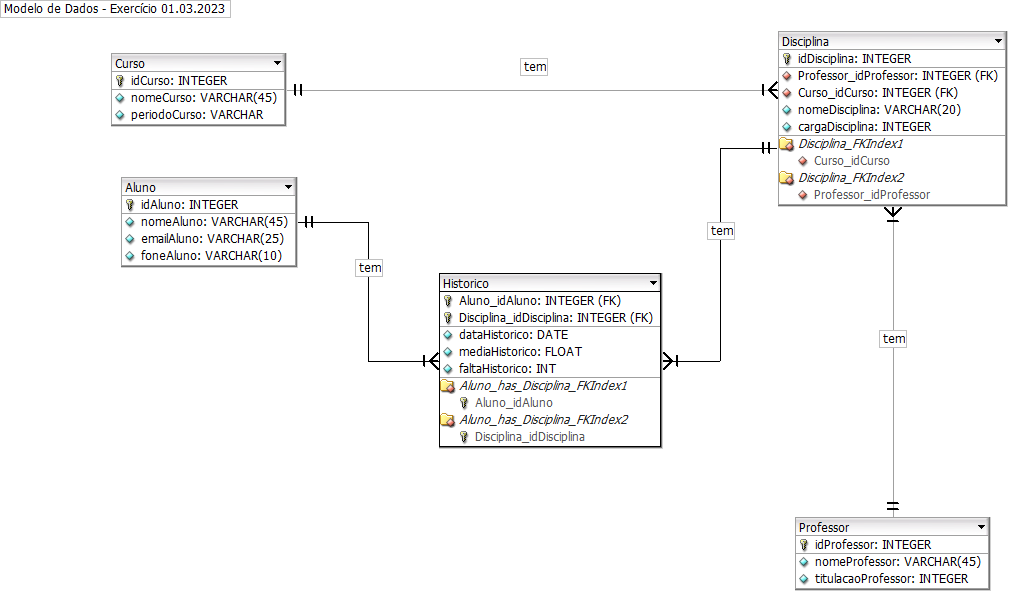 Modelo de Dados - Exercício 01.03.2023
Curso
idCurso: INTEGER
nomeCurso: VARCHAR(45)
periodoCurso: VARCHAR
tem
Disciplina
idDisciplina: INTEGER
Professor_idProfessor: INTEGER (FK)
Curso_idCurso: INTEGER (FK)
nomeDisciplina: VARCHAR(20)
cargaDisciplina: INTEGER
Disciplina_FKIndex1
Curso_idCurso
Disciplina_FKIndex2
Professor_idProfessor
Aluno
idAluno: INTEGER
nomeAluno: VARCHAR(45)
emailAluno: VARCHAR(25)
foneAluno: VARCHAR(10)
tem
tem
Historico
Aluno_idAluno: INTEGER (FK)
Disciplina_idDisciplina: INTEGER (FK)
dataHistorico: DATE
mediaHistorico: FLOAT
faltaHistorico: INT
Aluno_has_Disciplina_FKIndex1
Aluno_idAluno
Aluno_has_Disciplina_FKIndex2
Disciplina_idDisciplina
tem
Professor
idProfessor: INTEGER
nomeProfessor: VARCHAR(45)
titulacaoProfessor: INTEGER